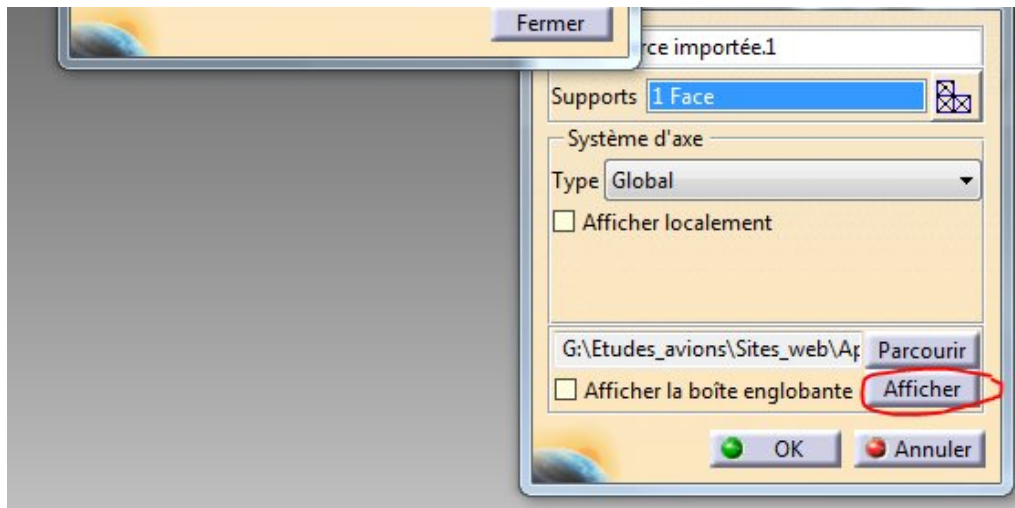 Fermer
rce importée.1
Supports 1 Face
Système d'axe
Type Global
Afficher localement
G:\Etudes_avions\Sites_web\Ap Parcourir
Afficher la boîte englobante Afficher
OK Annuler